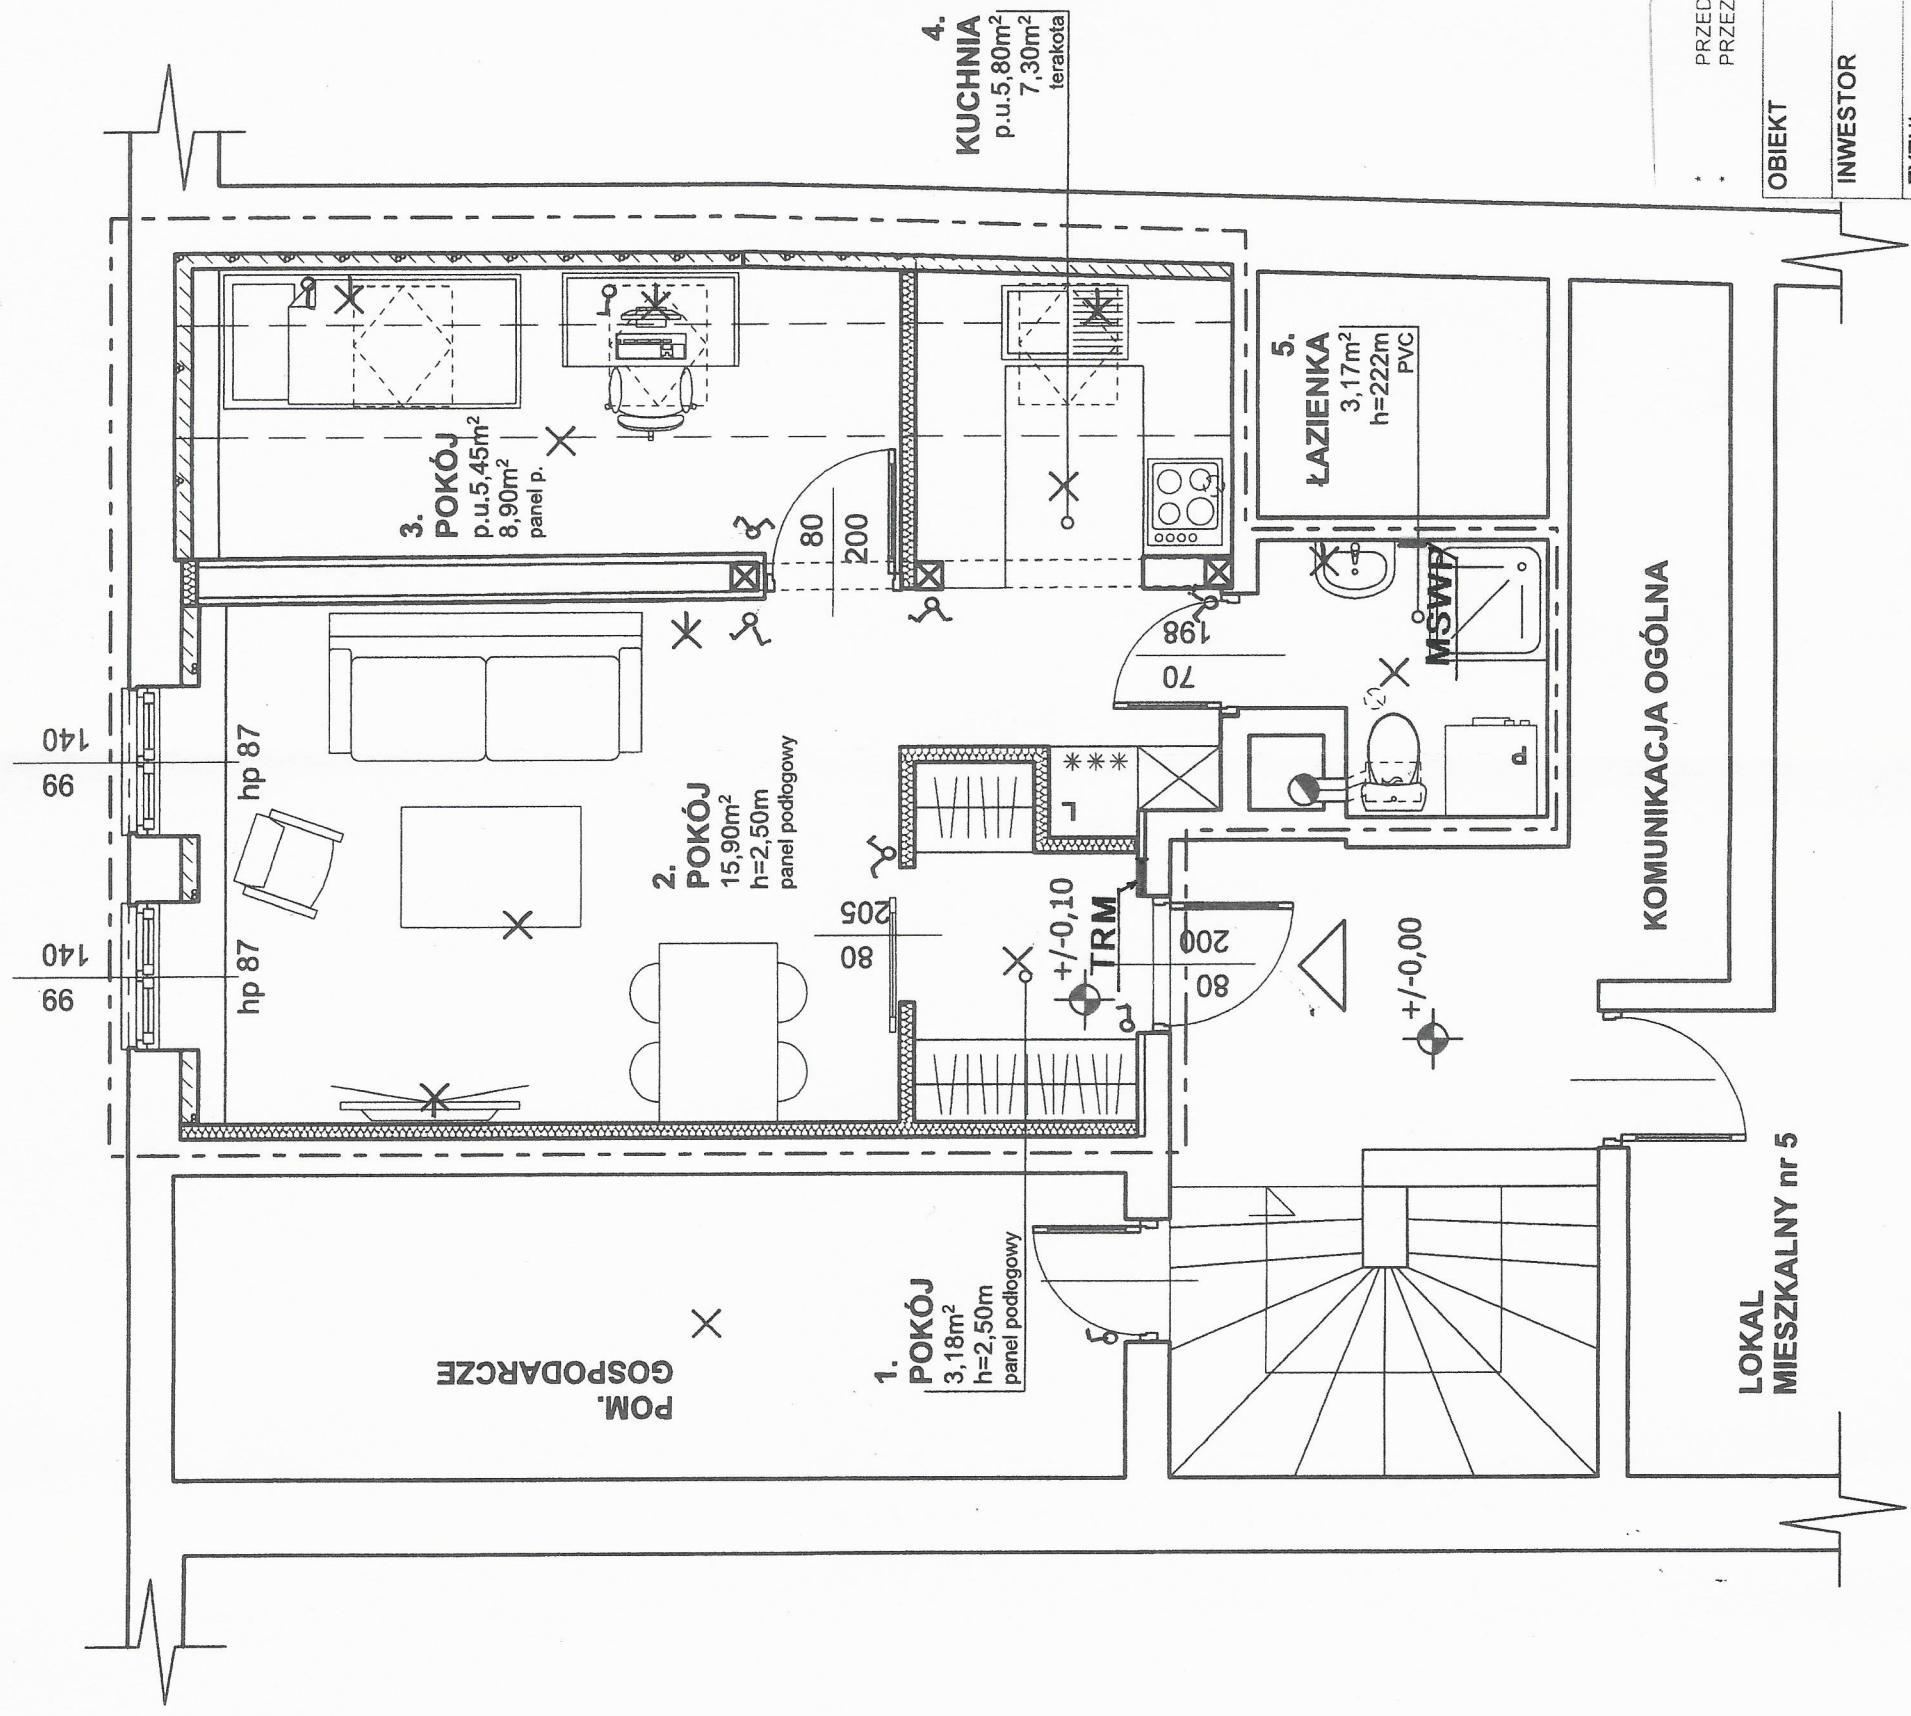 4.
KUCHNIA
p.u.5,80m²
7,30m²
terakota
PRZED
PRZEZ
* 
*
OBIEKT
INWESTOR
3.
POKÓJ
p.u.5,45m²
8,90m²
panel p.
80
200
5.
ŁAZIENKA
3,17m²
h=222m
PVC
MSWP
198
70
140
99
hp 87
140
99
hp 87
2.
POKÓJ
15,90m²
h=2,50m
panel podłogowy
205
80
+/-0,10
TRM
200
80
+/-0,00
KOMUNIKACJA OGÓLNA
1.
POKÓJ
3,18m²
h=2,50m
panel podłogowy
POM.
GOSPODARCZE
LOKAL
MIESZKALNY nr 5